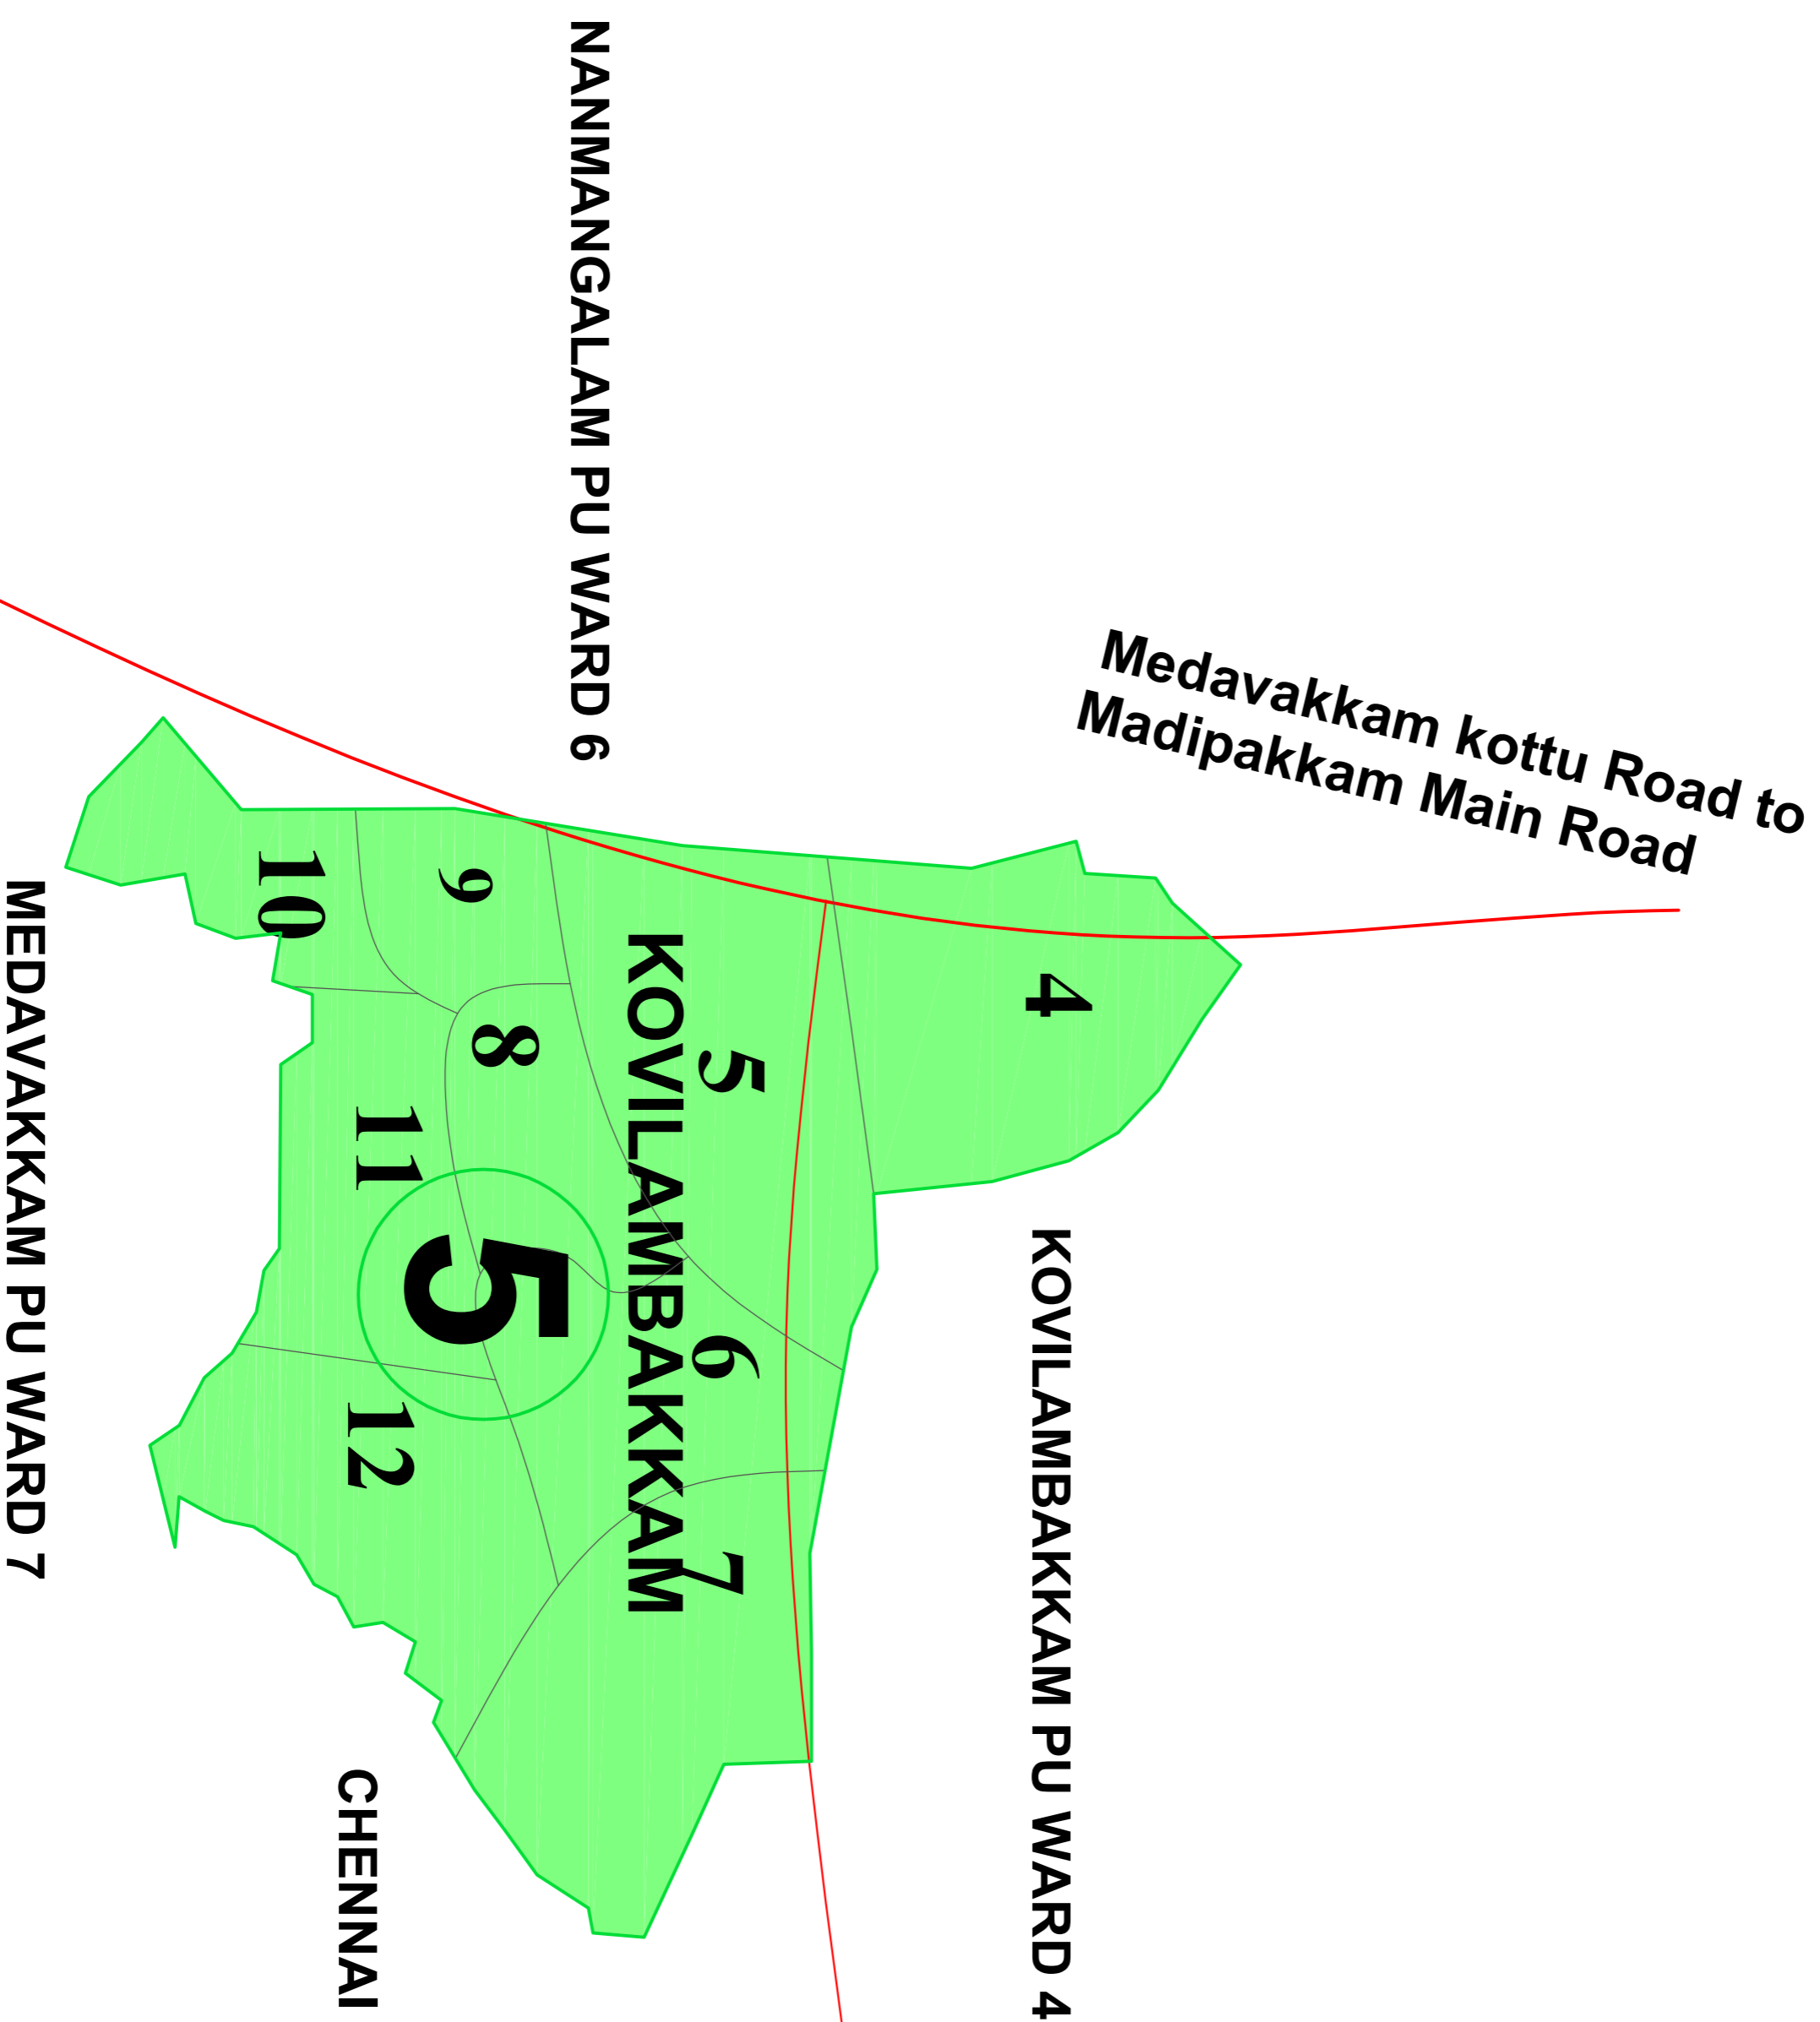 NANMANGALAM PU WARD 6
Medavakkam kottu Road to
Madipakkam Main Road
MEDAVAKKAM PU WARD 7
10
9
8
11
5
12
KOVILAMBAKKAM
5
6
7
4
KOVILAMBAKKAM PU WARD 4
CHENNAI